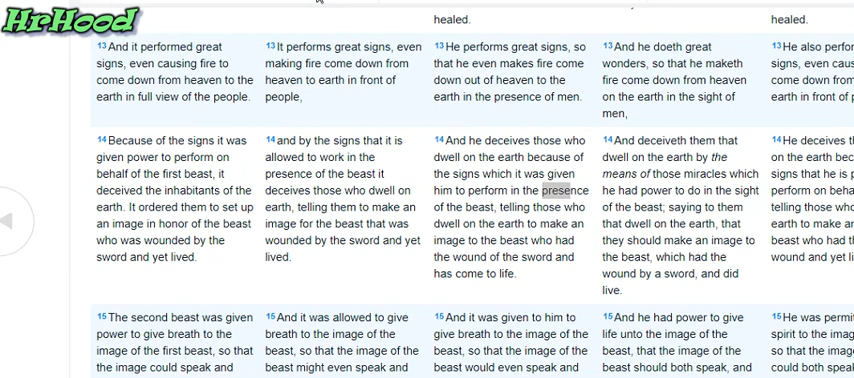 HrHood
healed.
healed.
13 And it performed great
signs, even causing fire to
come down from heaven to the
earth in full view of the people.
13 It performs great signs, even
making fire come down from
heaven to earth in front of
people,
13 He performs great signs, so
that he even makes fire come
down out of heaven to the
earth in the presence of men.
13 And he doeth great
wonders, so that he maketh
fire come down from heaven
on the earth in the sight of
men,
13 He also perfor
signs, even caus
come down from
earth in front of p
14 Because of the signs it was
given power to perform on
behalf of the first beast, it
deceived the inhabitants of the
earth. It ordered them to set up
an image in honor of the beast
who was wounded by the
sword and yet lived.
14 and by the signs that it is
allowed to work in the
presence of the beast it
deceives those who dwell on
earth, telling them to make an
image for the beast that was
wounded by the sword and yet
lived.
14 And he deceives those who
dwell on the earth because of
the signs which it was given
him to perform in the presence
of the beast, telling those who
dwell on the earth to make an
image to the beast who had
the wound of the sword and
has come to life.
14 And deceiveth them that
dwell on the earth by the
means of those miracles which
he had power to do in the sight
of the beast; saying to them
that dwell on the earth, that
they should make an image to
the beast, which had the
wound by a sword, and did
live.
14 He deceives th
on the earth bec
signs that he is p
perform on beha
telling those who
earth to make an
beast who had th
wound and yet li
15 The second beast was given
power to give breath to the
image of the first beast, so that
the image could speak and
15 And it was allowed to give
breath to the image of the
beast, so that the image of the
beast might even speak and
15 And it was given to him to
give breath to the image of the
beast, so that the image of the
beast would even speak and
15 And he had power to give
life unto the image of the
beast, that the image of the
beast should both speak, and
15 He was permit
spirit to the imag
so that the imag
could both speak